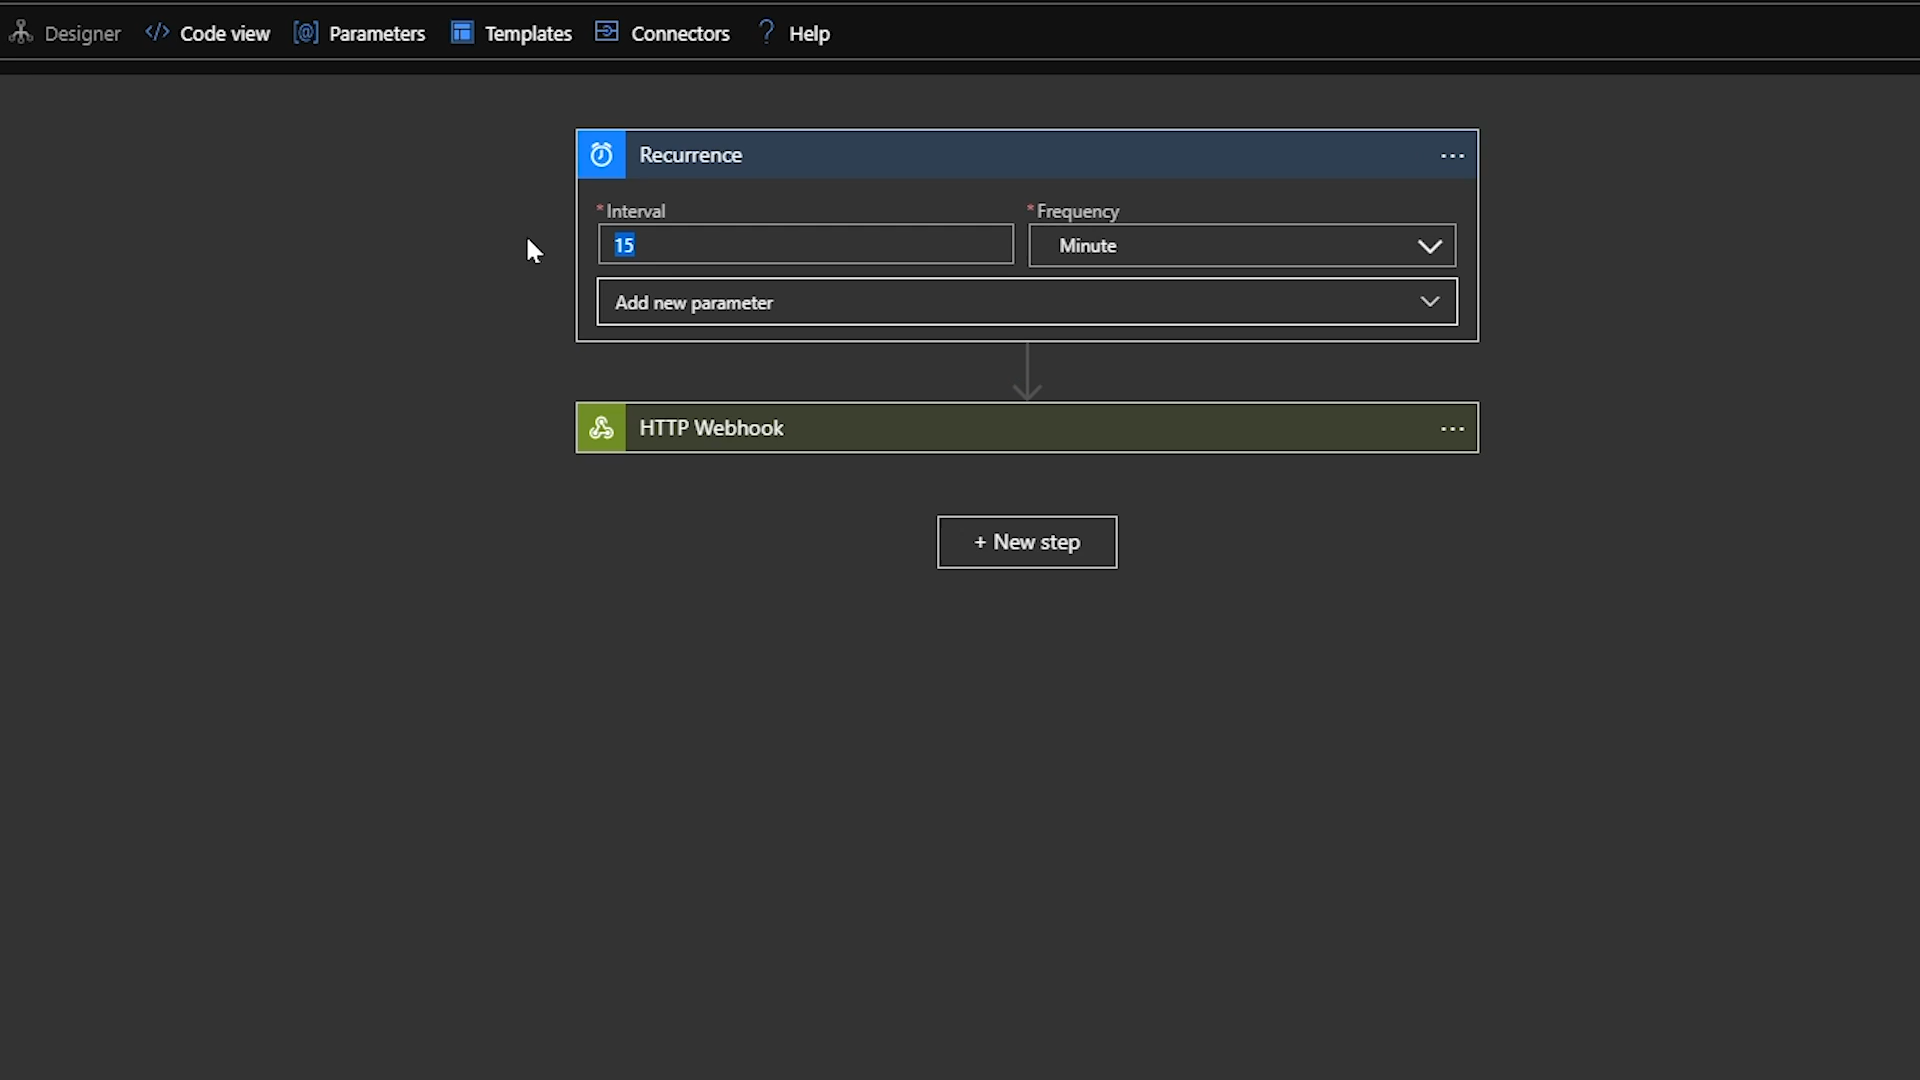 Designer </> Code view [@] Parameters Templates Connectors ? Help
Recurrence ...
* Interval * Frequency
15 Minute
Add new parameter
HTTP Webhook ...
+ New step